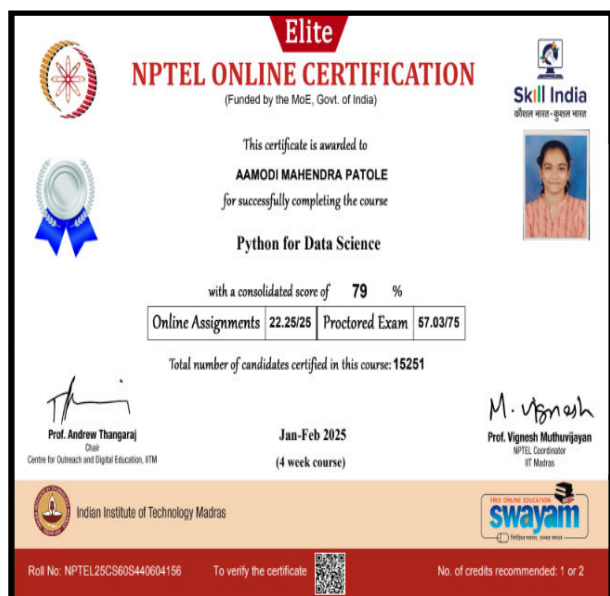 Elite
NPTEL ONLINE CERTIFICATION
(Funded by the MoE, Govt. of India)
Skill India
कौशल भारत - कुशल भारत
This certificate is awarded to
AAMODI MAHENDRA PATOLE
for successfully completing the course
Python for Data Science
with a consolidated score of 79 %
Online Assignments 22.25/25 Proctored Exam 57.03/75
Total number of candidates certified in this course: 15251
M. Vignesh
Prof. Andrew Thangaraj
Chair
Centre for Outreach and Digital Education, IITM
Jan-Feb 2025
(4 week course)
Prof. Vignesh Muthuvijayan
NPTEL Coordinator
IIT Madras
Indian Institute of Technology Madras
FREE ONLINE EDUCATION
swayam
शिक्षित भारत, उन्नत भारत
Roll No: NPTEL25CS60S440604156 To verify the certificate No. of credits recommended: 1 or 2